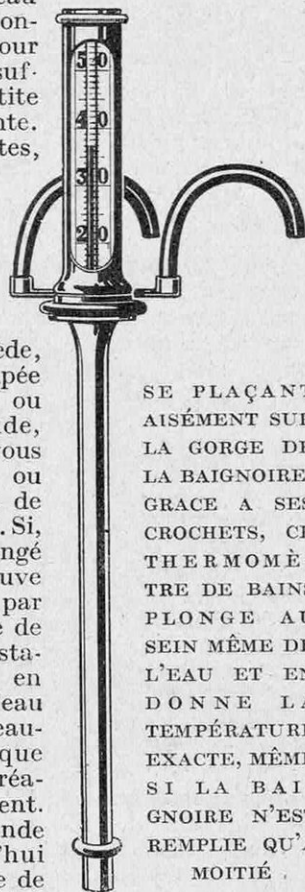 eau
on-
our
suf-
tite
nte.
tes,
50
40
30
20
ède,
pée
ou
ide,
vous
ou
de
. Si,
ngé
uve
par
e de
sta-
en
eau
eau-
que
réa-
ent.
nde
'hui
e de
SE PLAÇANT
AISÉMENT SUR
LA GORGE DE
LA BAIGNOIRE
GRACE A SES
CROCHETS, CE
THERMOMÈ
TRE DE BAINS
PLONGE AU
SEIN MÊME DE
L'EAU ET EN
DONNE LA
TEMPÉRATURE
EXACTE, MÊME
SI LA BAI
GNOIRE N'EST
REMPLIE QU'A
MOITIÉ